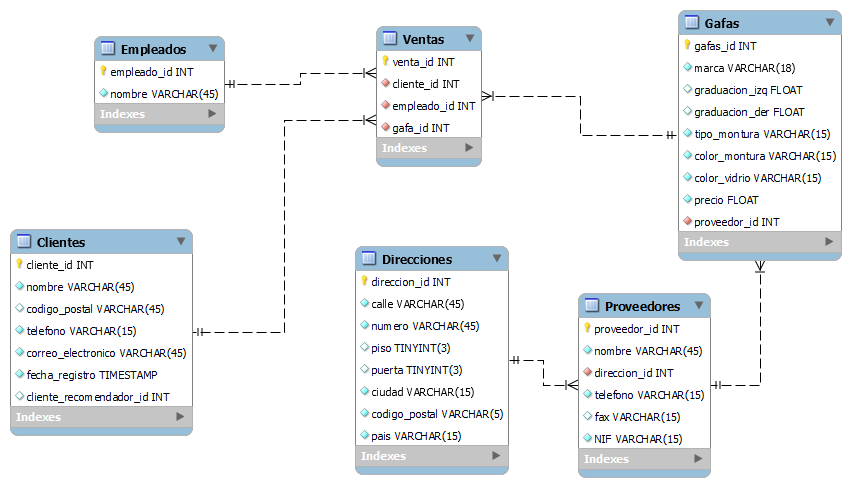 Empleados
empleado_id INT
nombre VARCHAR(45)
Indexes
Ventas
venta_id INT
cliente_id INT
empleado_id INT
gafa_id INT
Indexes
Gafas
gafas_id INT
marca VARCHAR(18)
graduacion_izq FLOAT
graduacion_der FLOAT
tipo_montura VARCHAR(15)
color_montura VARCHAR(15)
color_vidrio VARCHAR(15)
precio FLOAT
proveedor_id INT
Indexes
Clientes
cliente_id INT
nombre VARCHAR(45)
codigo_postal VARCHAR(45)
telefono VARCHAR(15)
correo_electronico VARCHAR(45)
fecha_registro TIMESTAMP
cliente_recomendador_id INT
Indexes
Direcciones
direccion_id INT
calle VARCHAR(45)
numero VARCHAR(45)
piso TINYINT(3)
puerta TINYINT(3)
ciudad VARCHAR(15)
codigo_postal VARCHAR(5)
pais VARCHAR(15)
Indexes
Proveedores
proveedor_id INT
nombre VARCHAR(45)
direccion_id INT
telefono VARCHAR(15)
fax VARCHAR(15)
NIF VARCHAR(15)
Indexes